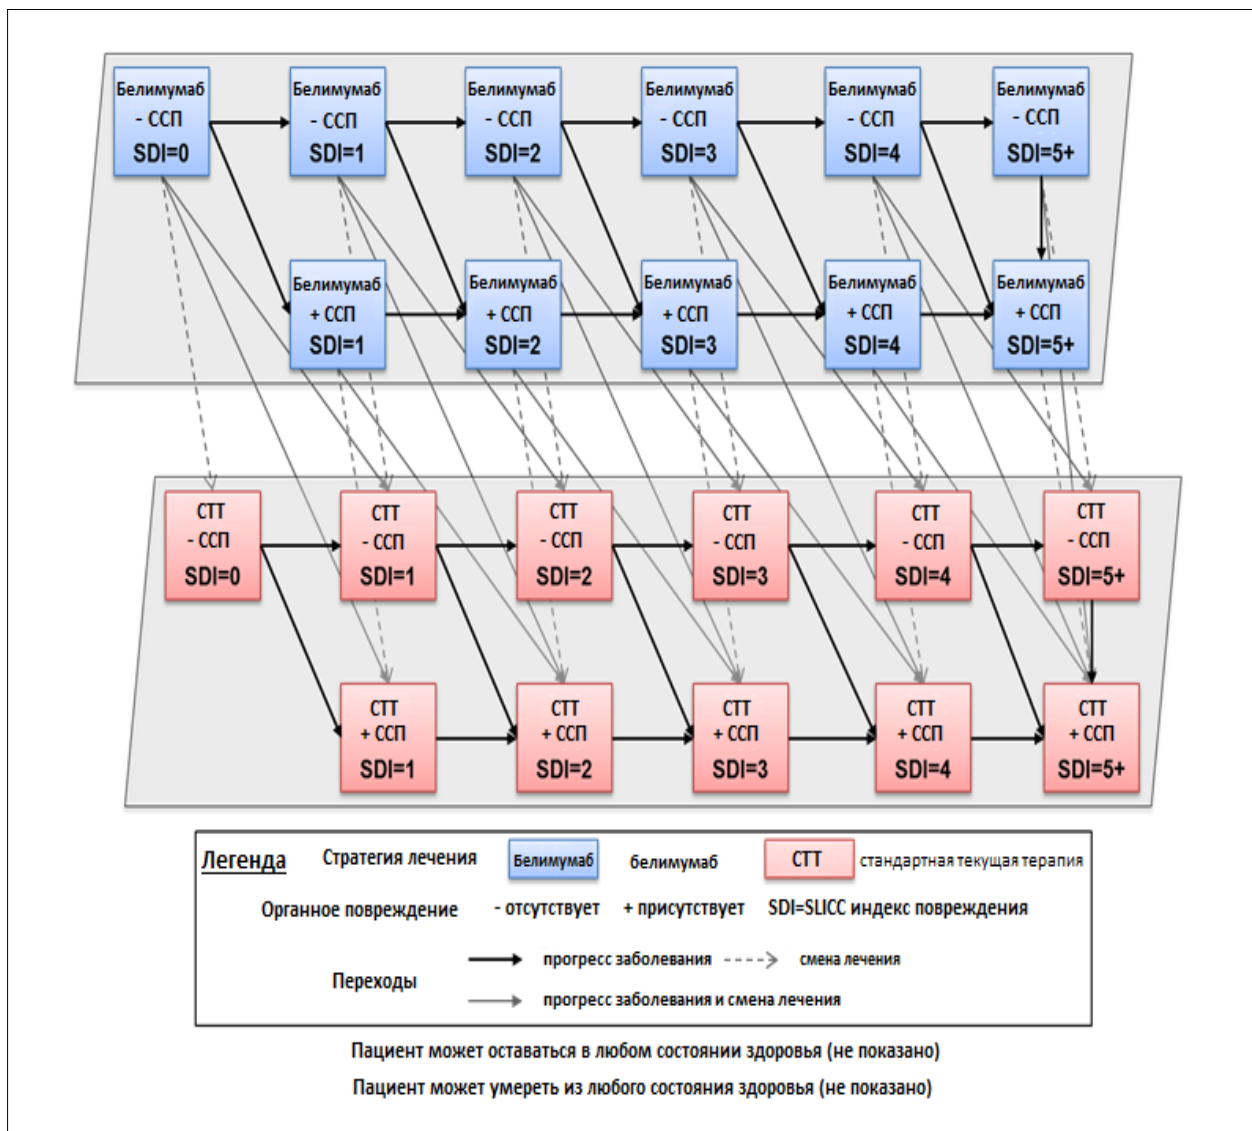 Белимумаб
- ССП
SDI=0
Белимумаб
- ССП
SDI=1
Белимумаб
- ССП
SDI=2
Белимумаб
- ССП
SDI=3
Белимумаб
- ССП
SDI=4
Белимумаб
- ССП
SDI=5+
Белимумаб
+ ССП
SDI=1
Белимумаб
+ ССП
SDI=2
Белимумаб
+ ССП
SDI=3
Белимумаб
+ ССП
SDI=4
Белимумаб
+ ССП
SDI=5+
СТТ
- ССП
SDI=0
СТТ
- ССП
SDI=1
СТТ
- ССП
SDI=2
СТТ
- ССП
SDI=3
СТТ
- ССП
SDI=4
СТТ
- ССП
SDI=5+
СТТ
+ ССП
SDI=1
СТТ
+ ССП
SDI=2
СТТ
+ ССП
SDI=3
СТТ
+ ССП
SDI=4
СТТ
+ ССП
SDI=5+
Легенда Стратегия лечения Белимумаб белимумаб СТТ стандартная текущая терапия
Органное повреждение - отсутствует + присутствует SDI=SLICC индекс повреждения
Переходы
прогресс заболевания смена лечения
прогресс заболевания и смена лечения
Пациент может оставаться в любом состоянии здоровья (не показано)
Пациент может умереть из любого состояния здоровья (не показано)